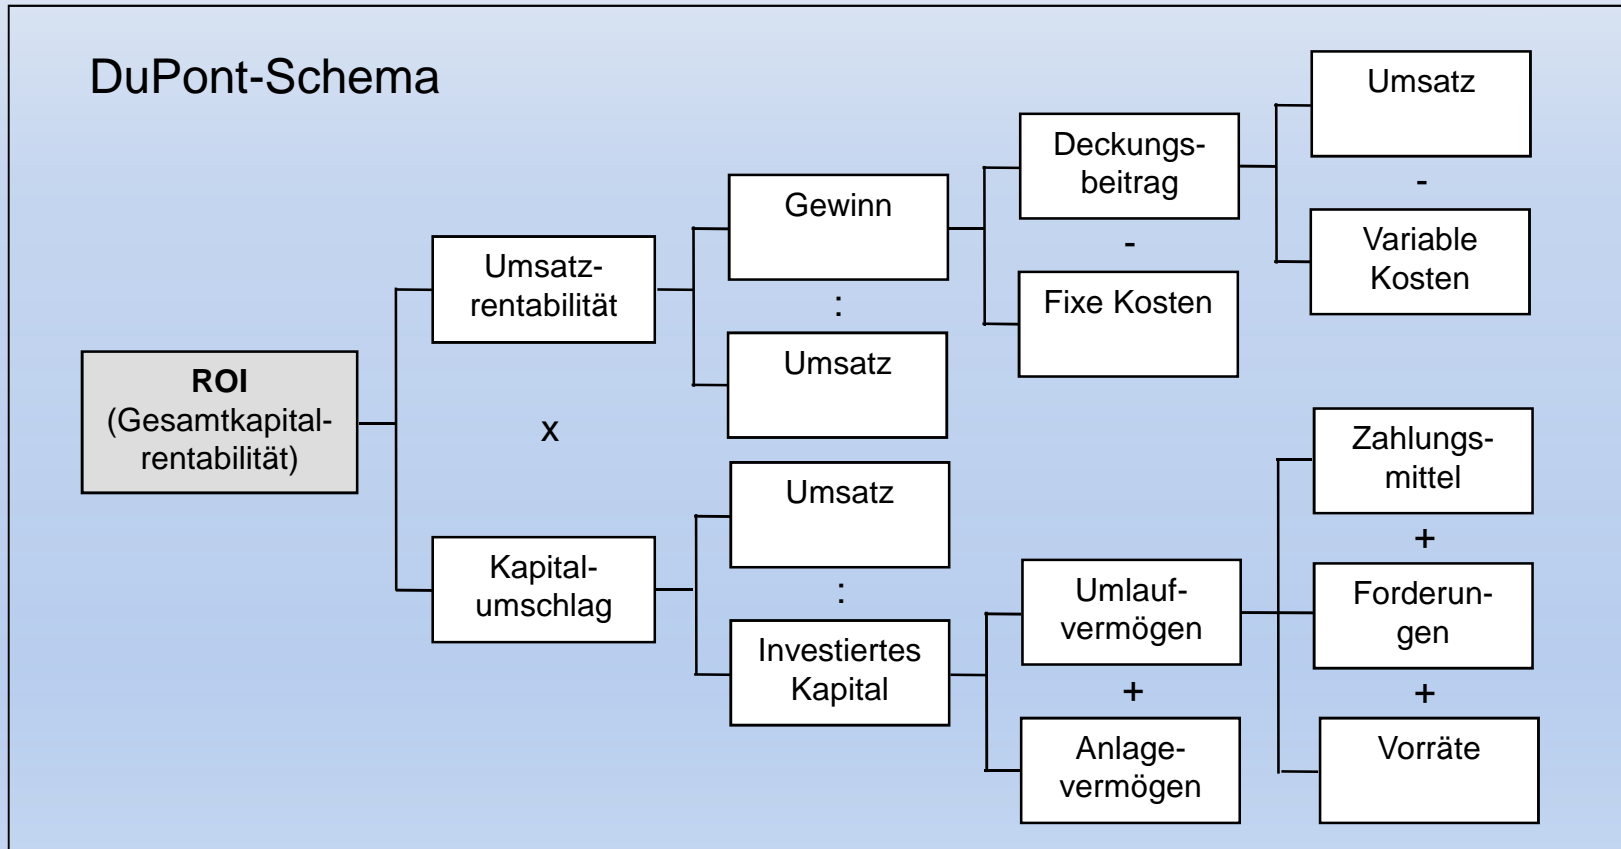 DuPont-Schema
ROI
(Gesamtkapital-
rentabilität)
Umsatz-
rentabilität
x
Kapital-
umschlag
Gewinn
:
Umsatz
Umsatz
:
Investiertes
Kapital
Deckungs-
beitrag
-
Fixe Kosten
Umlauf-
vermögen
+
Anlage-
vermögen
Umsatz
-
Variable
Kosten
Zahlungs-
mittel
+
Forderun-
gen
+
Vorräte